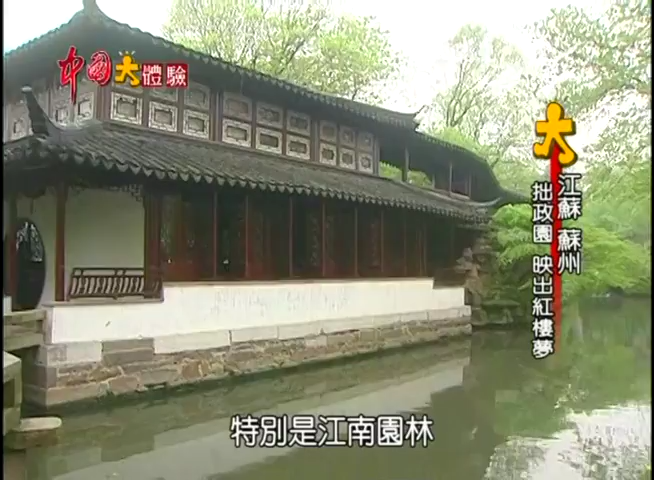 中國大體驗
大
江蘇 蘇州
拙政園 映出紅樓夢
特別是江南園林